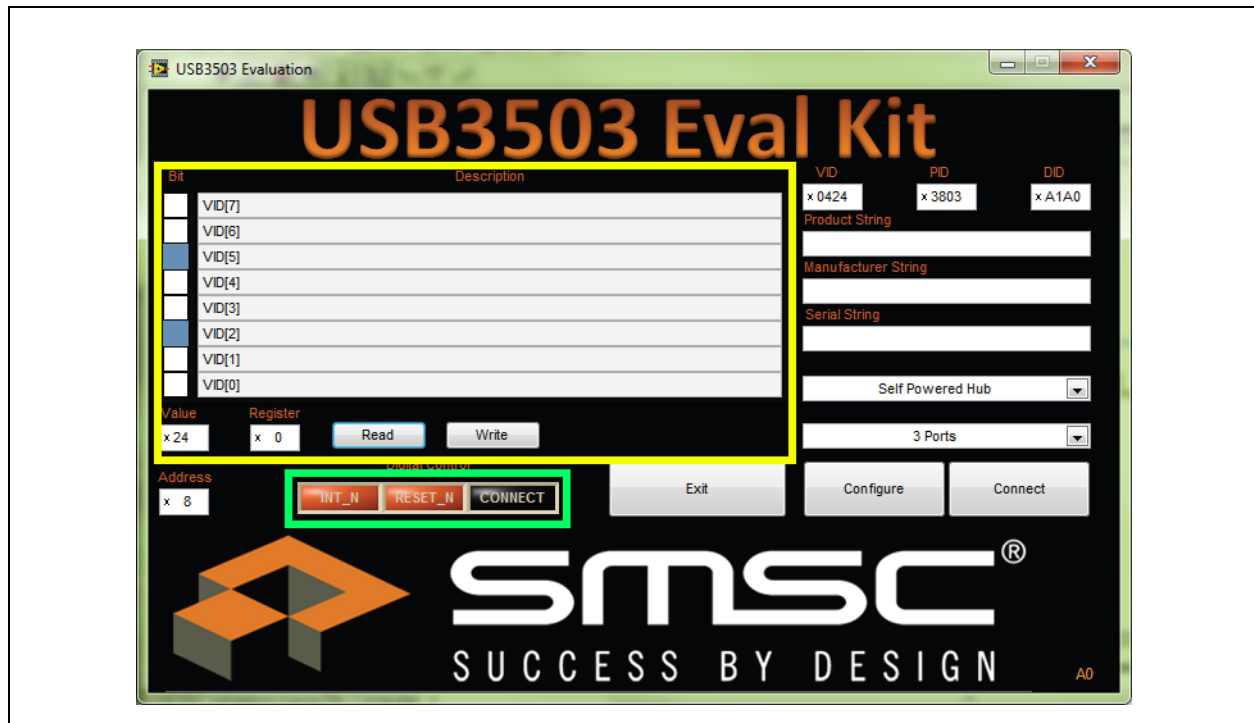 USB3503 Evaluation
USB3503 Eval Kit
Bit Description
VID[7]
VID[6]
VID[5]
VID[4]
VID[3]
VID[2]
VID[1]
VID[0]
Value Register
x 24 x 0 Read Write
VID PID DID
x 0424 x 3803 x A1A0
Product String
Manufacturer String
Serial String
Self Powered Hub
3 Ports
Address Digital Control
x 8 INT_N RESET_N CONNECT Exit Configure Connect
SMSC®
SUCCESS BY DESIGN
A0